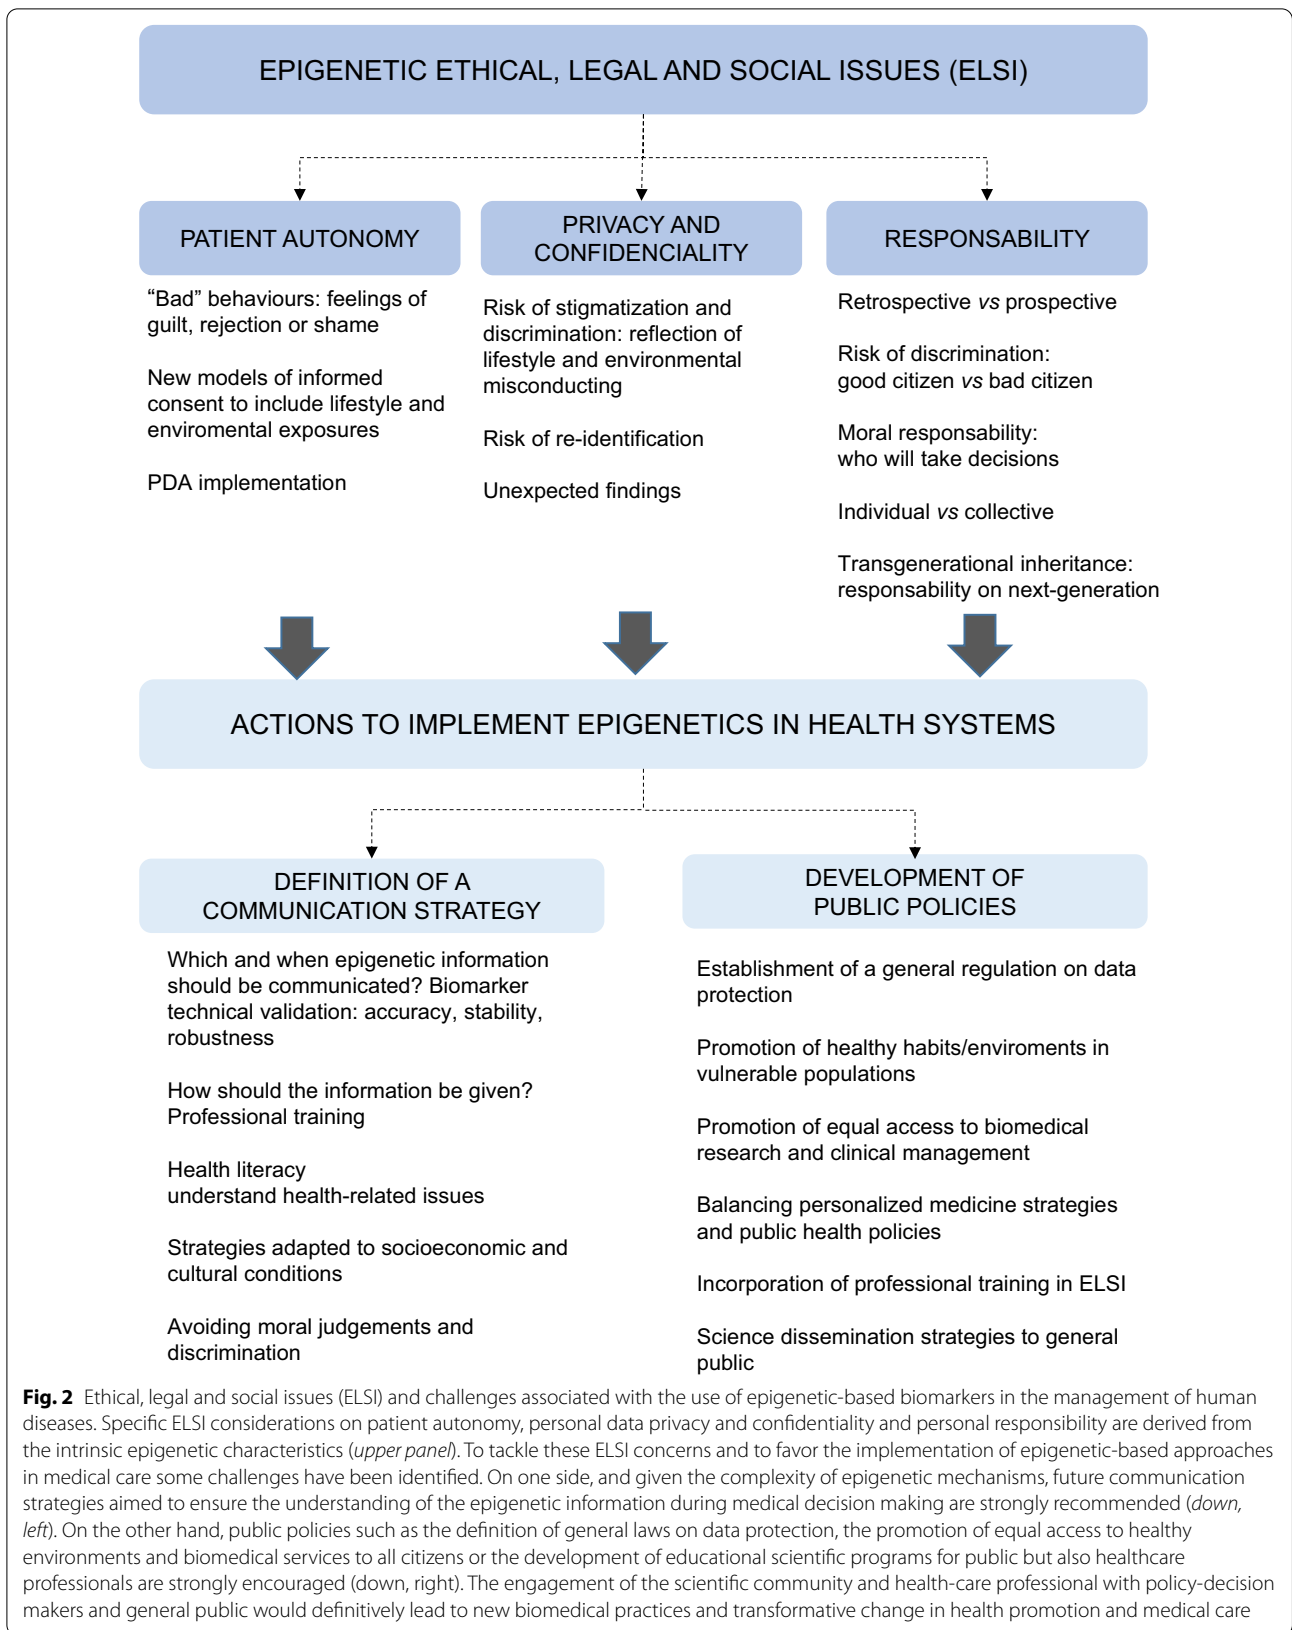 EPIGENETIC ETHICAL, LEGAL AND SOCIAL ISSUES (ELSI)
PATIENT AUTONOMY
“Bad” behaviours: feelings of
guilt, rejection or shame
New models of informed
consent to include lifestyle and
enviromental exposures
PDA implementation
PRIVACY AND
CONFIDENCIALITY
Risk of stigmatization and
discrimination: reflection of
lifestyle and environmental
misconducting
Risk of re-identification
Unexpected findings
RESPONSABILITY
Retrospective vs prospective
Risk of discrimination:
good citizen vs bad citizen
Moral responsability:
who will take decisions
Individual vs collective
Transgenerational inheritance:
responsability on next-generation
ACTIONS TO IMPLEMENT EPIGENETICS IN HEALTH SYSTEMS
DEFINITION OF A
COMMUNICATION STRATEGY
Which and when epigenetic information
should be communicated? Biomarker
technical validation: accuracy, stability,
robustness
How should the information be given?
Professional training
Health literacy
understand health-related issues
Strategies adapted to socioeconomic and
cultural conditions
Avoiding moral judgements and
discrimination
DEVELOPMENT OF
PUBLIC POLICIES
Establishment of a general regulation on data
protection
Promotion of healthy habits/enviroments in
vulnerable populations
Promotion of equal access to biomedical
research and clinical management
Balancing personalized medicine strategies
and public health policies
Incorporation of professional training in ELSI
Science dissemination strategies to general
public
Fig. 2 Ethical, legal and social issues (ELSI) and challenges associated with the use of epigenetic-based biomarkers in the management of human
diseases. Specific ELSI considerations on patient autonomy, personal data privacy and confidentiality and personal responsibility are derived from
the intrinsic epigenetic characteristics (upper panel). To tackle these ELSI concerns and to favor the implementation of epigenetic-based approaches
in medical care some challenges have been identified. On one side, and given the complexity of epigenetic mechanisms, future communication
strategies aimed to ensure the understanding of the epigenetic information during medical decision making are strongly recommended (down,
left). On the other hand, public policies such as the definition of general laws on data protection, the promotion of equal access to healthy
environments and biomedical services to all citizens or the development of educational scientific programs for public but also healthcare
professionals are strongly encouraged (down, right). The engagement of the scientific community and health-care professional with policy-decision
makers and general public would definitively lead to new biomedical practices and transformative change in health promotion and medical care